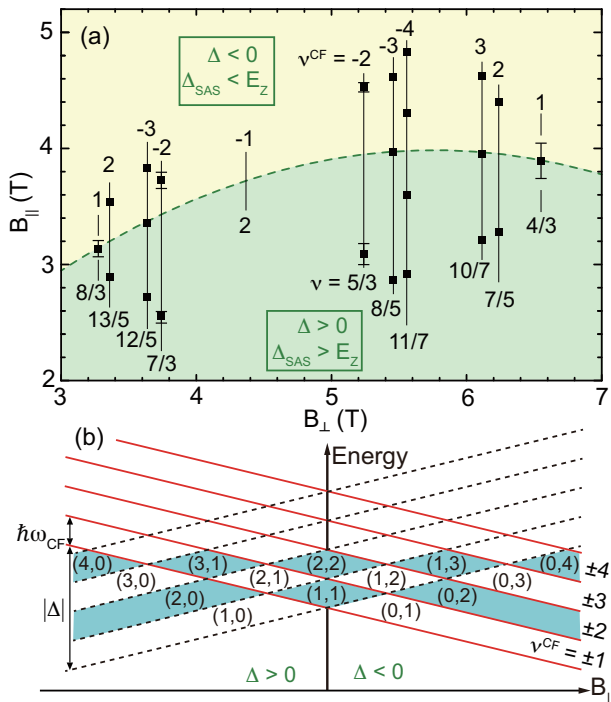 (a)
Δ < 0
Δ_SAS < E_Z
ν^CF = -2
-3
-4
3
2
1
-1
2
-3
-2
2
1
4/3
8/3
13/5
12/5
7/3
ν = 5/3
8/5
11/7
10/7
7/5
Δ > 0
Δ_SAS > E_Z
5
4
3
2
B_|| (T)
3 4 5 6 7
B_⊥ (T)
(b)
Energy
ħω_CF
|Δ|
(4,0) (3,1) (2,2) (1,3) (0,4)
(3,0) (2,1) (1,2) (0,3)
(2,0) (1,1) (0,2)
(1,0) (0,1)
±4
±3
±2
ν^CF = ±1
Δ > 0 Δ < 0